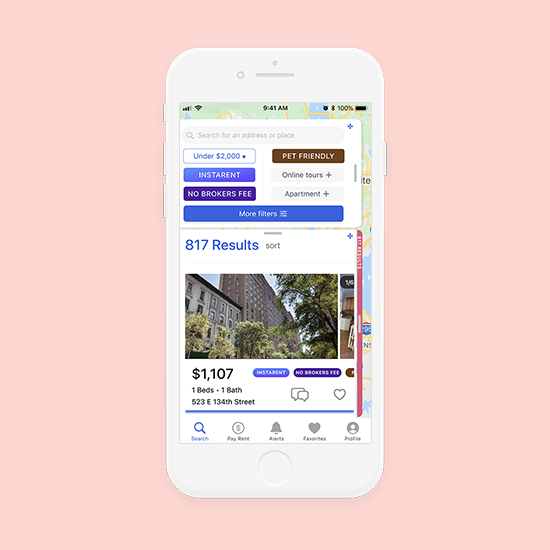 9:41 AM
100%
Search for an address or place
Under $2,000 ▾
PET FRIENDLY
INSTARENT
Online tours +
NO BROKERS FEE
Apartment +
More filters
817 Results
sort
1/6
$1,107
INSTARENT
NO BROKERS FEE
P
1 Beds • 1 Bath
523 E 134th Street
Search
Pay Rent
Alerts
Favorites
Profile